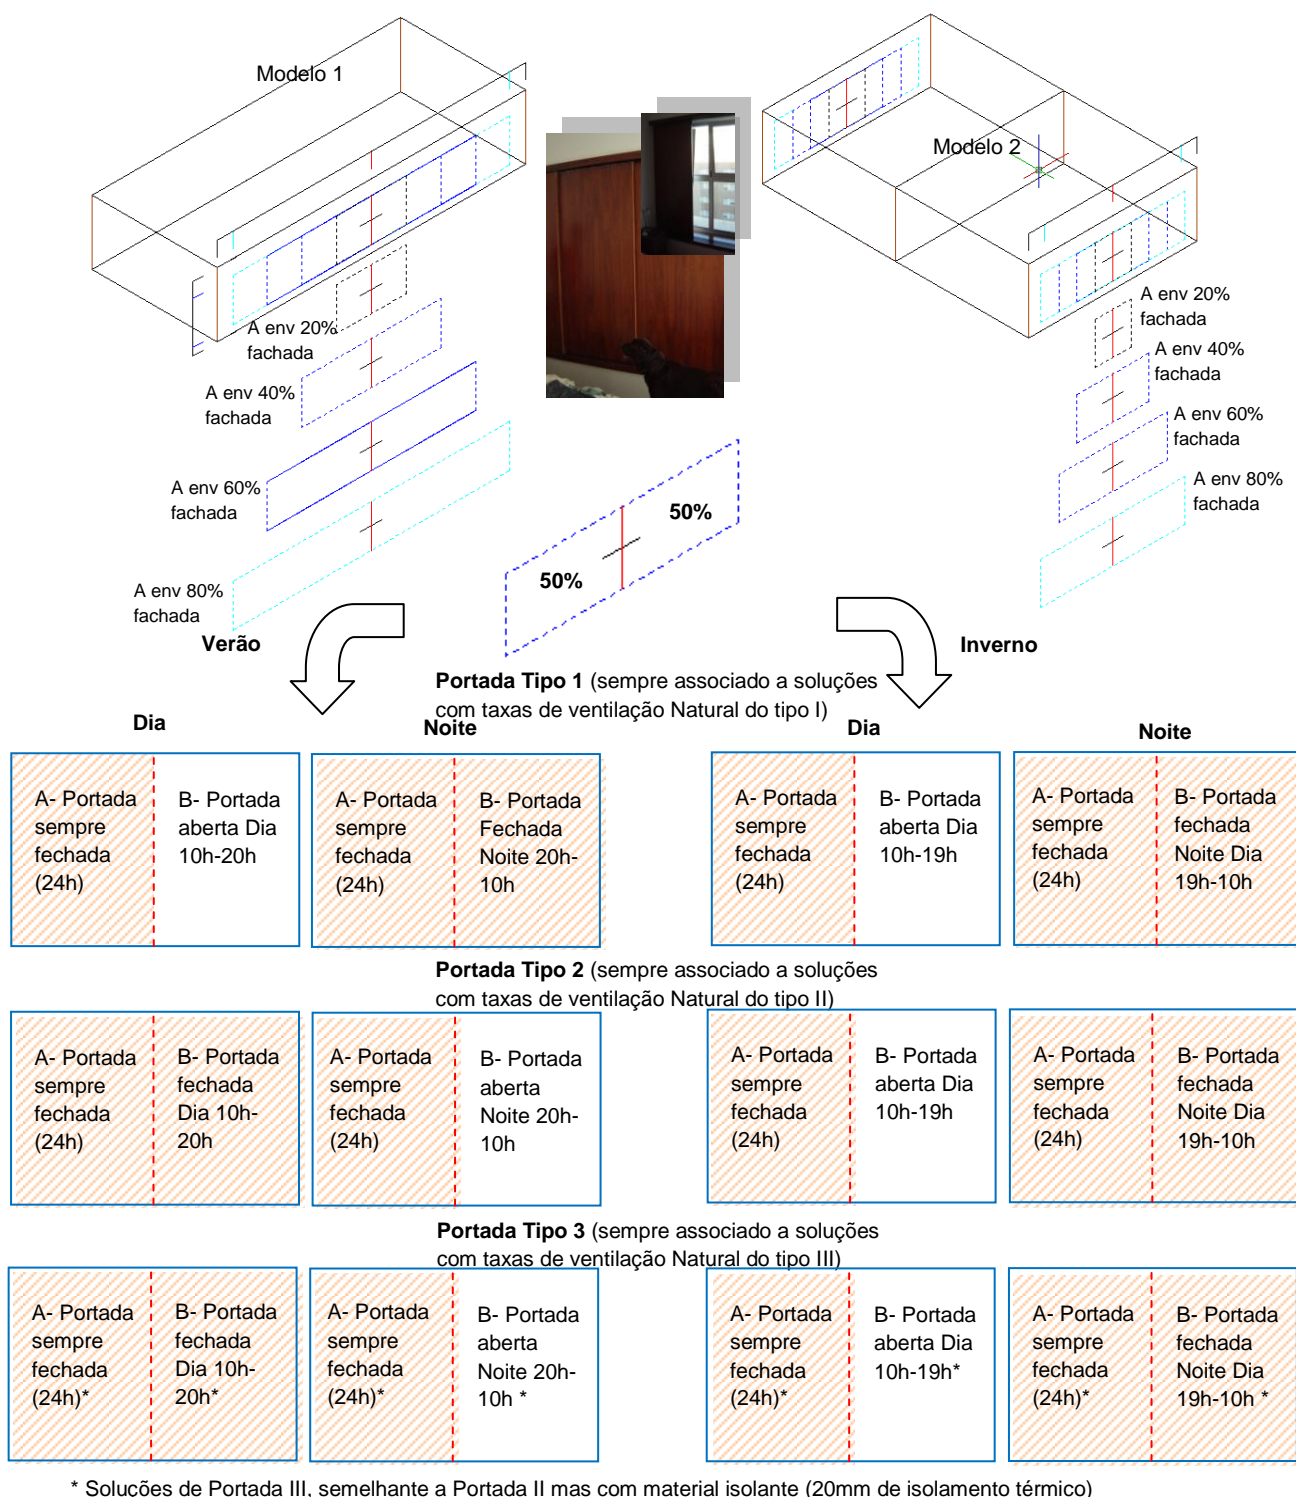 Modelo 1
Modelo 2
A env 20%
fachada
A env 40%
fachada
A env 60%
fachada
A env 80%
fachada
A env 20%
fachada
A env 40%
fachada
A env 60%
fachada
A env 80%
fachada
50%
50%
Verão
Inverno
Portada Tipo 1 (sempre associado a soluções
com taxas de ventilação Natural do tipo I)
Dia
Noite
Dia
Noite
A- Portada
sempre
fechada
(24h)
B- Portada
aberta Dia
10h-20h
A- Portada
sempre
fechada
(24h)
B- Portada
Fechada
Noite 20h-
10h
A- Portada
sempre
fechada
(24h)
B- Portada
aberta Dia
10h-19h
A- Portada
sempre
fechada
(24h)
B- Portada
fechada
Noite Dia
19h-10h
Portada Tipo 2 (sempre associado a soluções
com taxas de ventilação Natural do tipo II)
A- Portada
sempre
fechada
(24h)
B- Portada
fechada
Dia 10h-
20h
A- Portada
sempre
fechada
(24h)
B- Portada
aberta
Noite 20h-
10h
A- Portada
sempre
fechada
(24h)
B- Portada
aberta Dia
10h-19h
A- Portada
sempre
fechada
(24h)
B- Portada
fechada
Noite Dia
19h-10h
Portada Tipo 3 (sempre associado a soluções
com taxas de ventilação Natural do tipo III)
A- Portada
sempre
fechada
(24h)*
B- Portada
fechada
Dia 10h-
20h*
A- Portada
sempre
fechada
(24h)*
B- Portada
aberta
Noite 20h-
10h *
A- Portada
sempre
fechada
(24h)*
B- Portada
aberta Dia
10h-19h*
A- Portada
sempre
fechada
(24h)*
B- Portada
fechada
Noite Dia
19h-10h *
* Soluções de Portada III, semelhante a Portada II mas com material isolante (20mm de isolamento térmico)